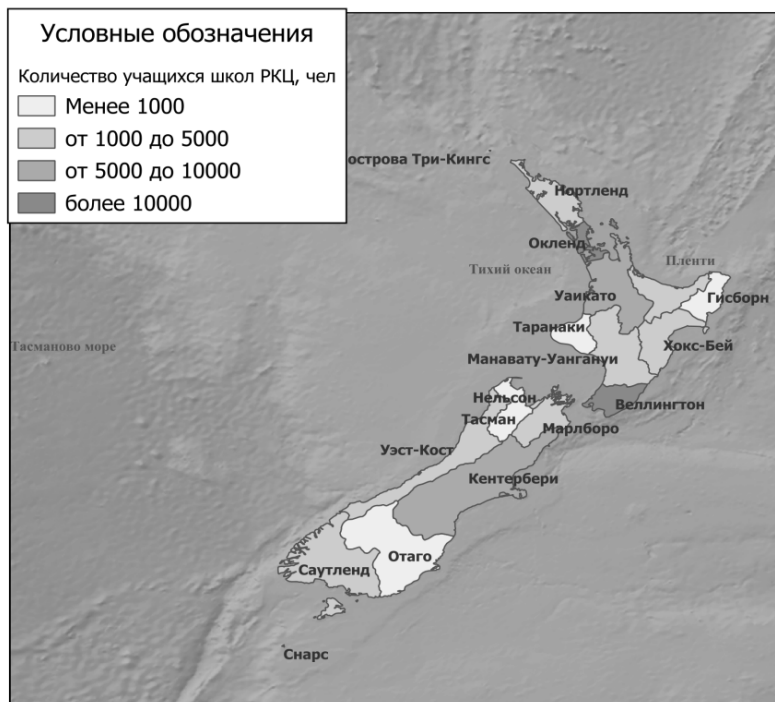 Условные обозначения
Количество учащихся школ РКЦ, чел
Менее 1000
от 1000 до 5000
от 5000 до 10000
более 10000
острова Три-Кингс
Нортленд
Окленд
Тихий океан
Пленти
Уаикато
Гисборн
Таранаки
Хокс-Бей
Тасманово море
Манавату-Уангануи
Нельсон
Веллингтон
Тасман
Марлборо
Уэст-Кост
Кентербери
Отаго
Саутленд
Снарс